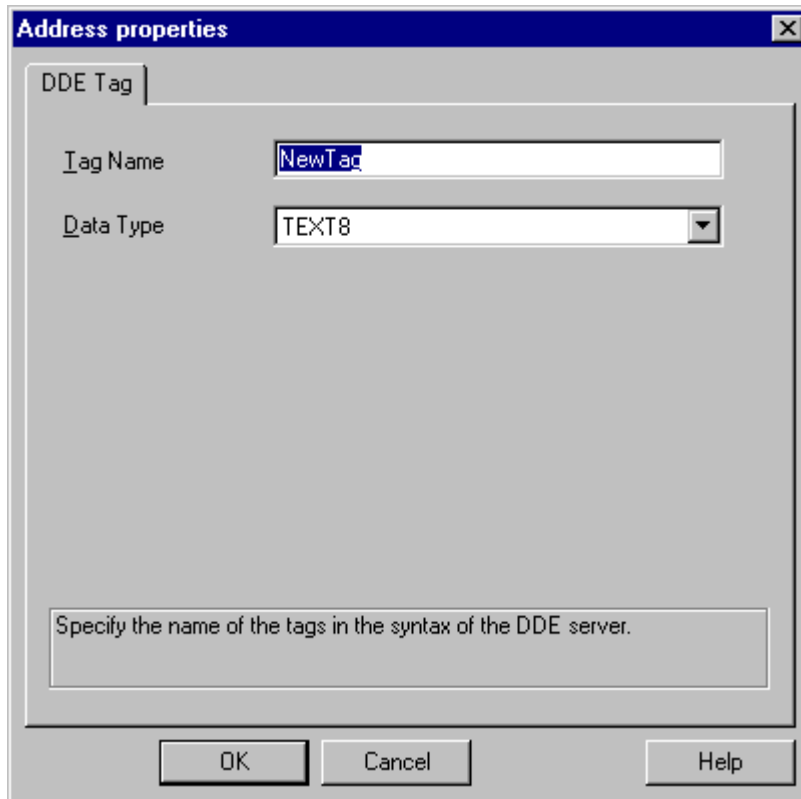 Address properties
DDE Tag
Tag Name NewTag
Data Type TEXT8
Specify the name of the tags in the syntax of the DDE server.
OK Cancel Help